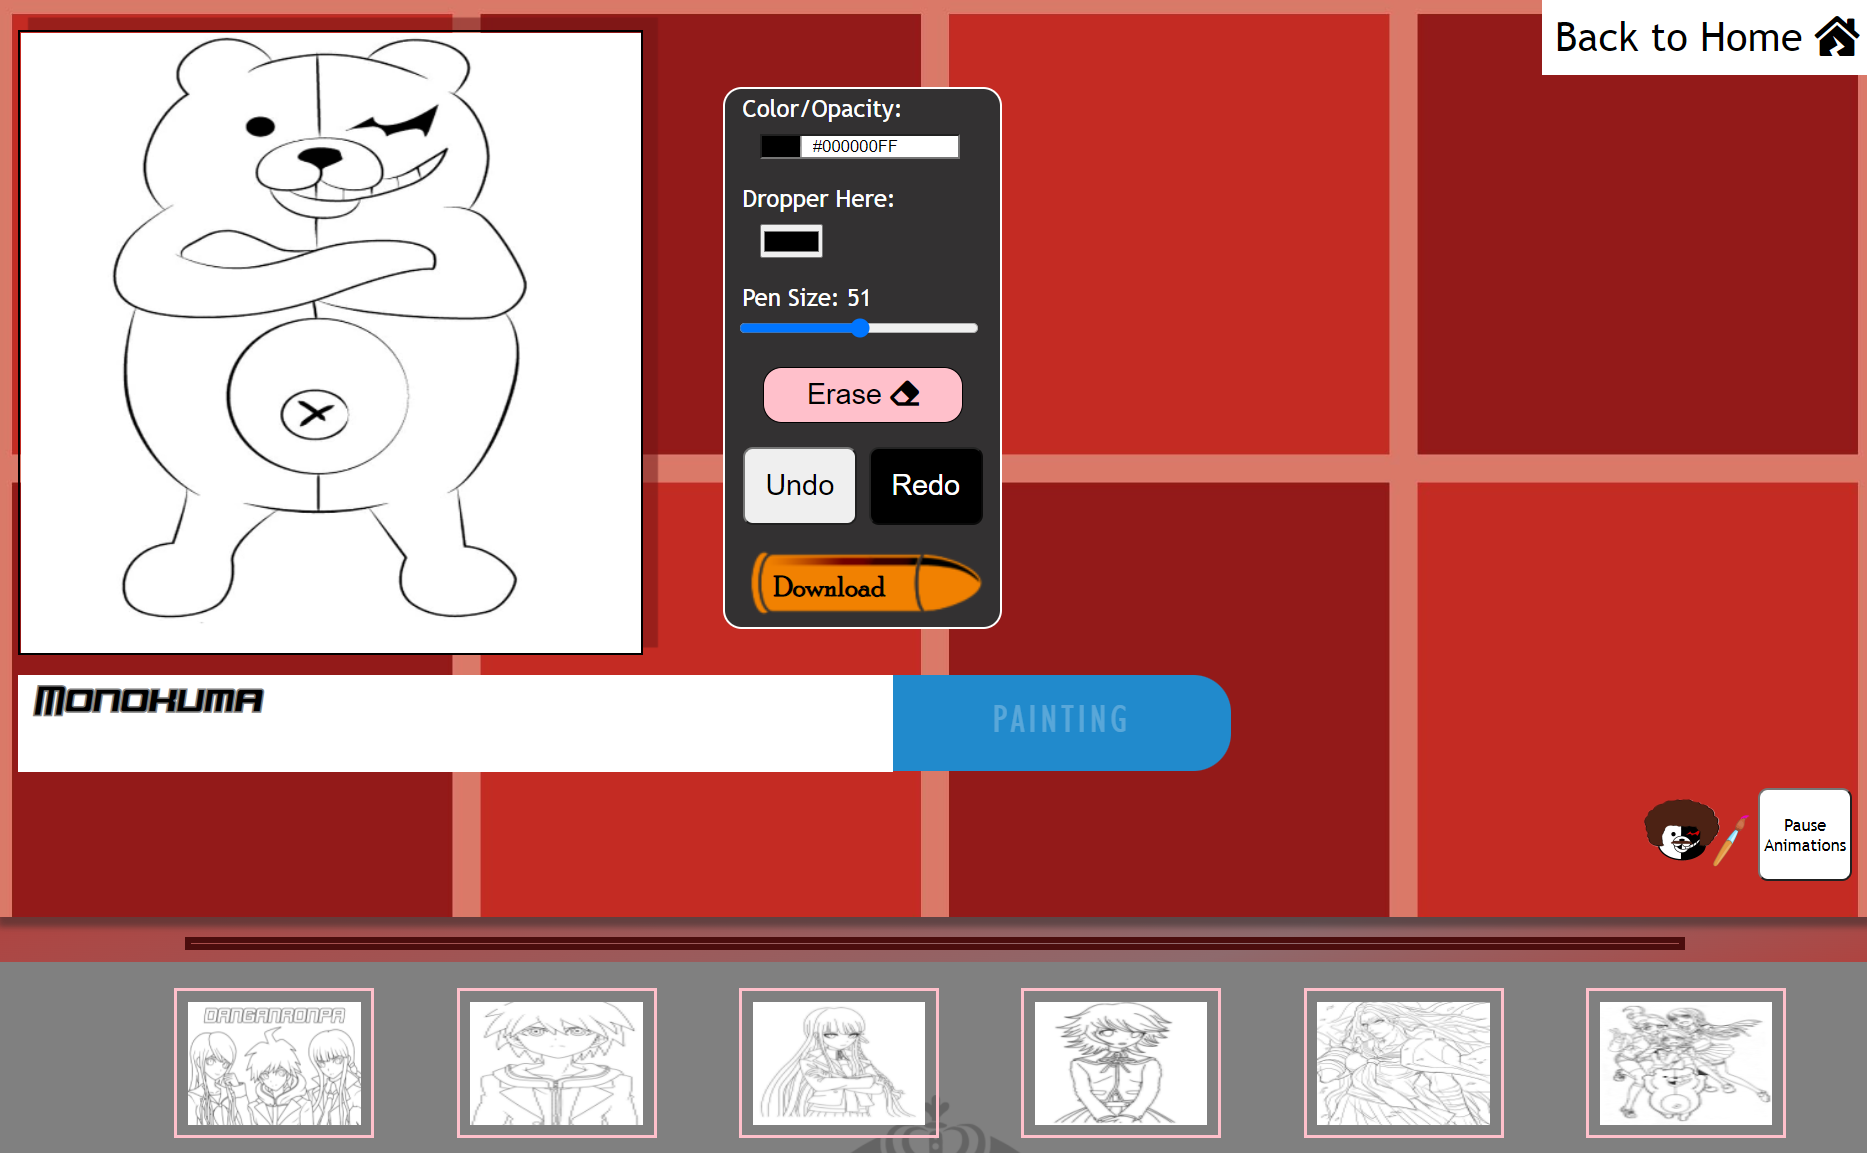 Back to Home
Color/Opacity:
#000000FF
Dropper Here:
Pen Size: 51
Erase
Undo
Redo
Download
MONOKUMA
PAINTING
Pause
Animations
DANGANRONPA